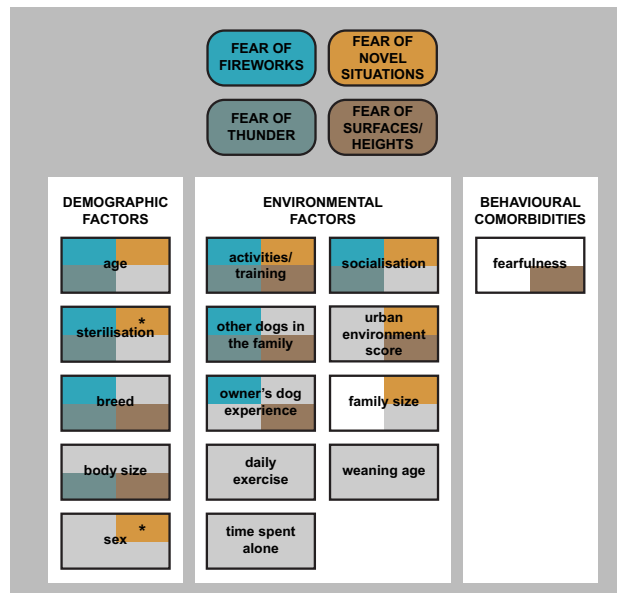 FEAR OF
FIREWORKS
FEAR OF
NOVEL
SITUATIONS
FEAR OF
THUNDER
FEAR OF
SURFACES/
HEIGHTS
DEMOGRAPHIC
FACTORS
age
*
sterilisation
breed
body size
*
sex
ENVIRONMENTAL
FACTORS
activities/
training
socialisation
other dogs in
the family
urban
environment
score
owner's dog
experience
family size
daily
exercise
weaning age
time spent
alone
BEHAVIOURAL
COMORBIDITIES
fearfulness